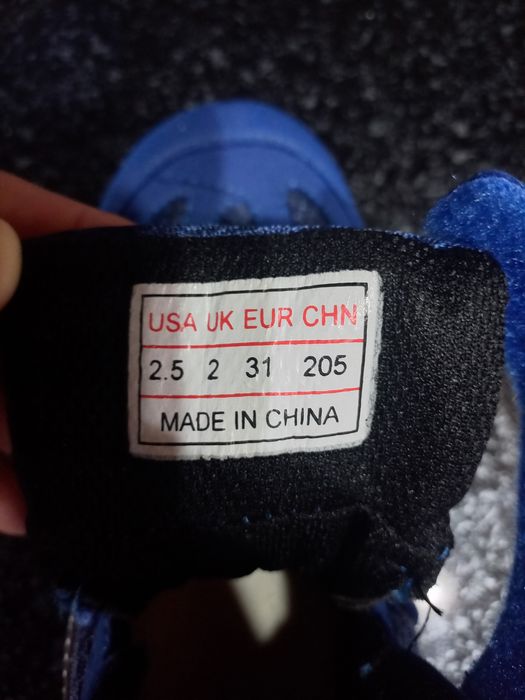 USA UK EUR CHN
2.5 2 31 205
MADE IN CHINA